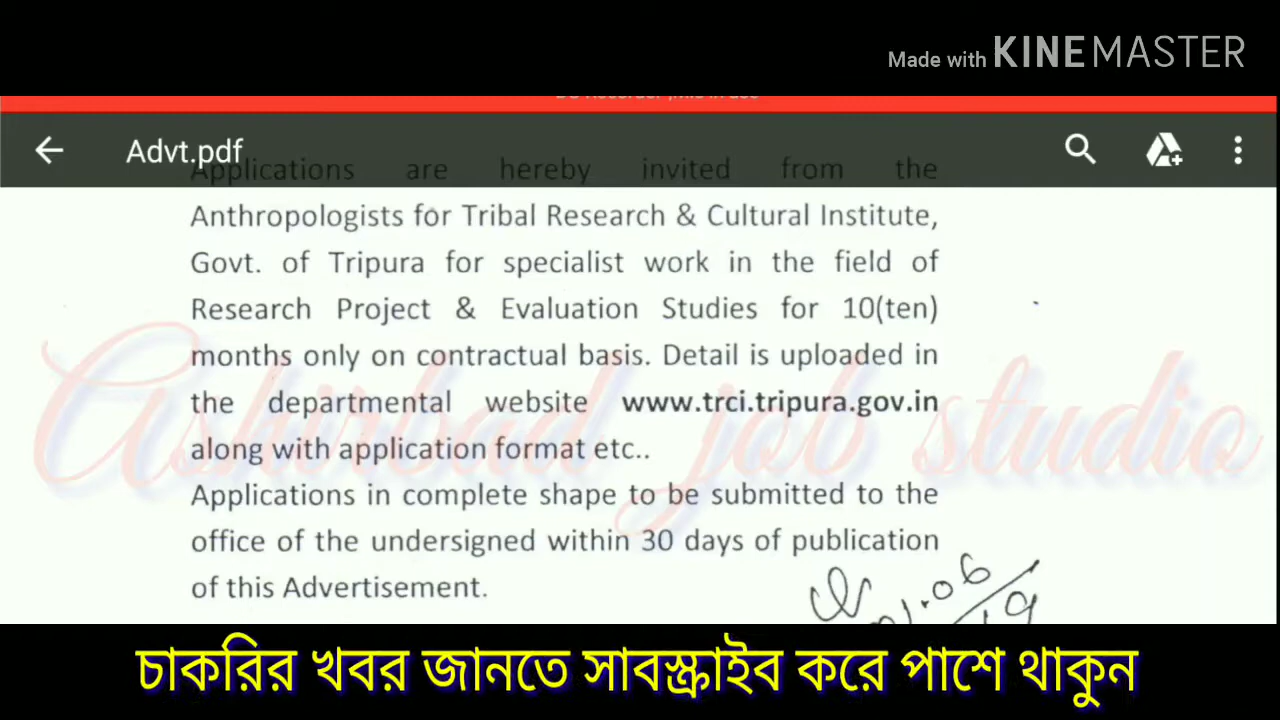 Made with KINEMASTER
Advt.pdf
Applications are hereby invited from the
Anthropologists for Tribal Research & Cultural Institute,
Govt. of Tripura for specialist work in the field of
Research Project & Evaluation Studies for 10(ten)
months only on contractual basis. Detail is uploaded in
the departmental website www.trci.tripura.gov.in
along with application format etc..
Applications in complete shape to be submitted to the
office of the undersigned within 30 days of publication
of this Advertisement.
Ashirbad job studio
চাকরির খবর জানতে সাবস্ক্রাইব করে পাশে থাকুন